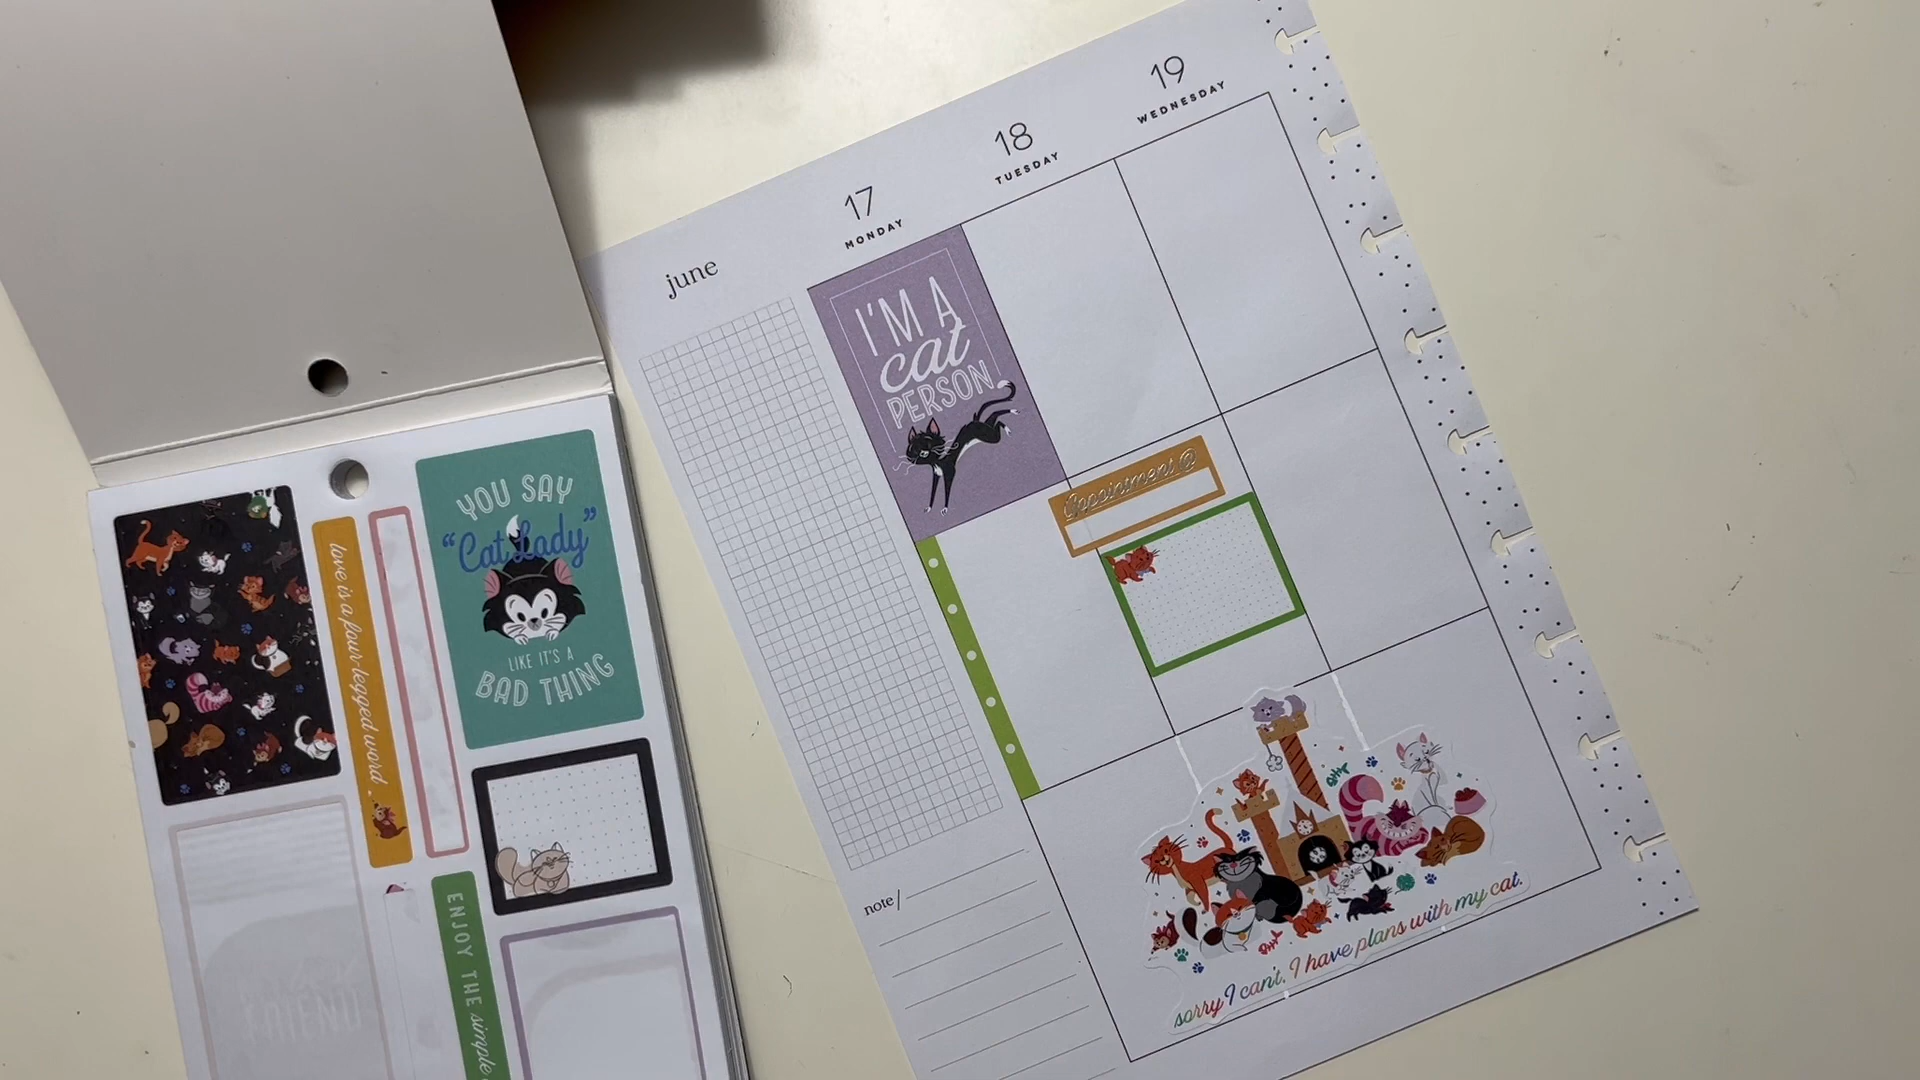 YOU SAY
"Cat Lady"
LIKE IT'S A
BAD THING
love is a four-legged word
FRIEND
ENJOY THE simple
june
17
MONDAY
18
TUESDAY
19
WEDNESDAY
I'M A
cat
PERSON
Appointment @
note/
sorry I can't. I have plans with my cat.